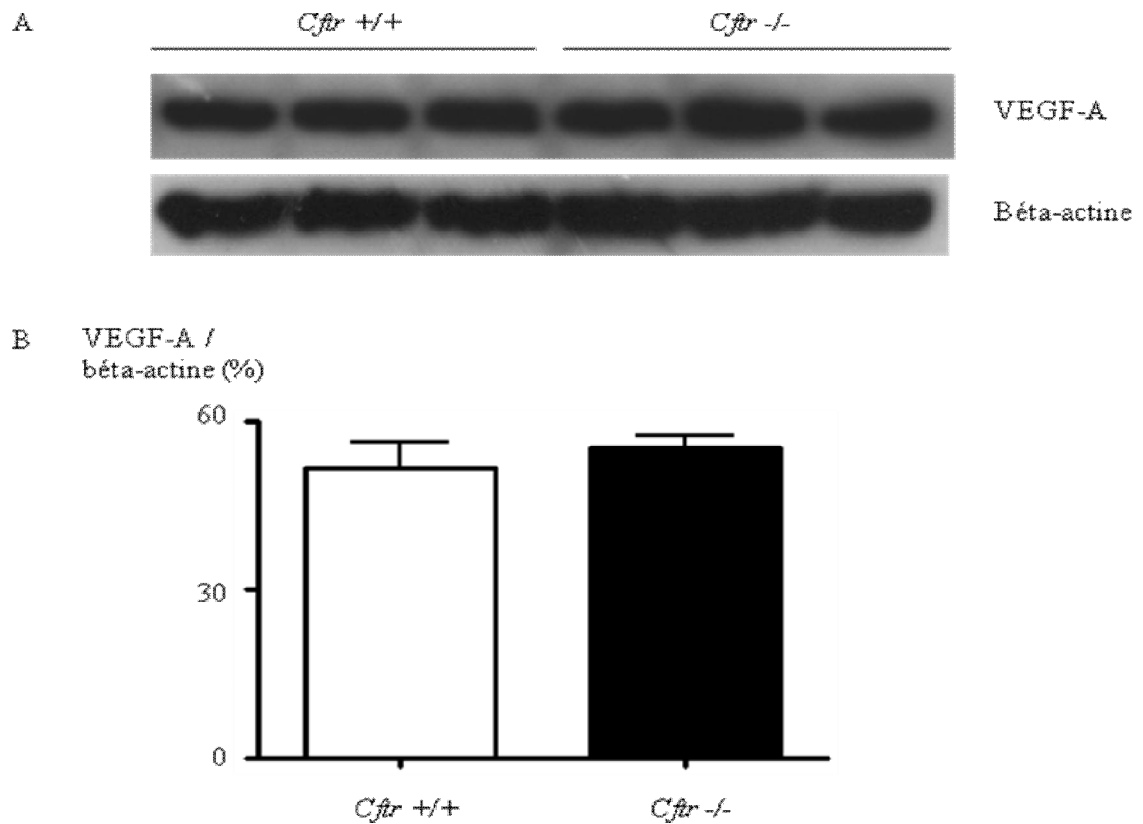 A
Cftr +/+ Cftr -/-
VEGF-A
Béta-actine
B
VEGF-A /
béta-actine (%)
60
30
0
Cftr +/+ Cftr -/-